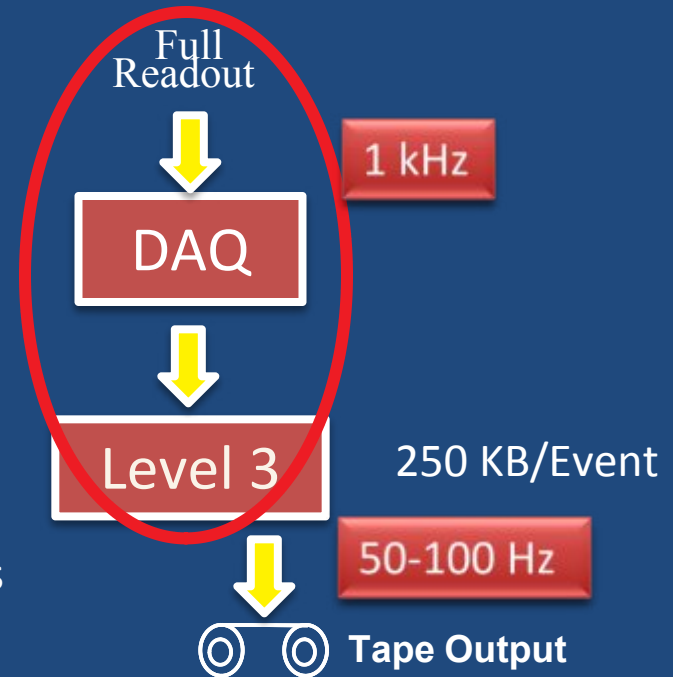 Full
Readout
1 kHz
DAQ
Level 3
250 KB/Event
50-100 Hz
s
Tape Output